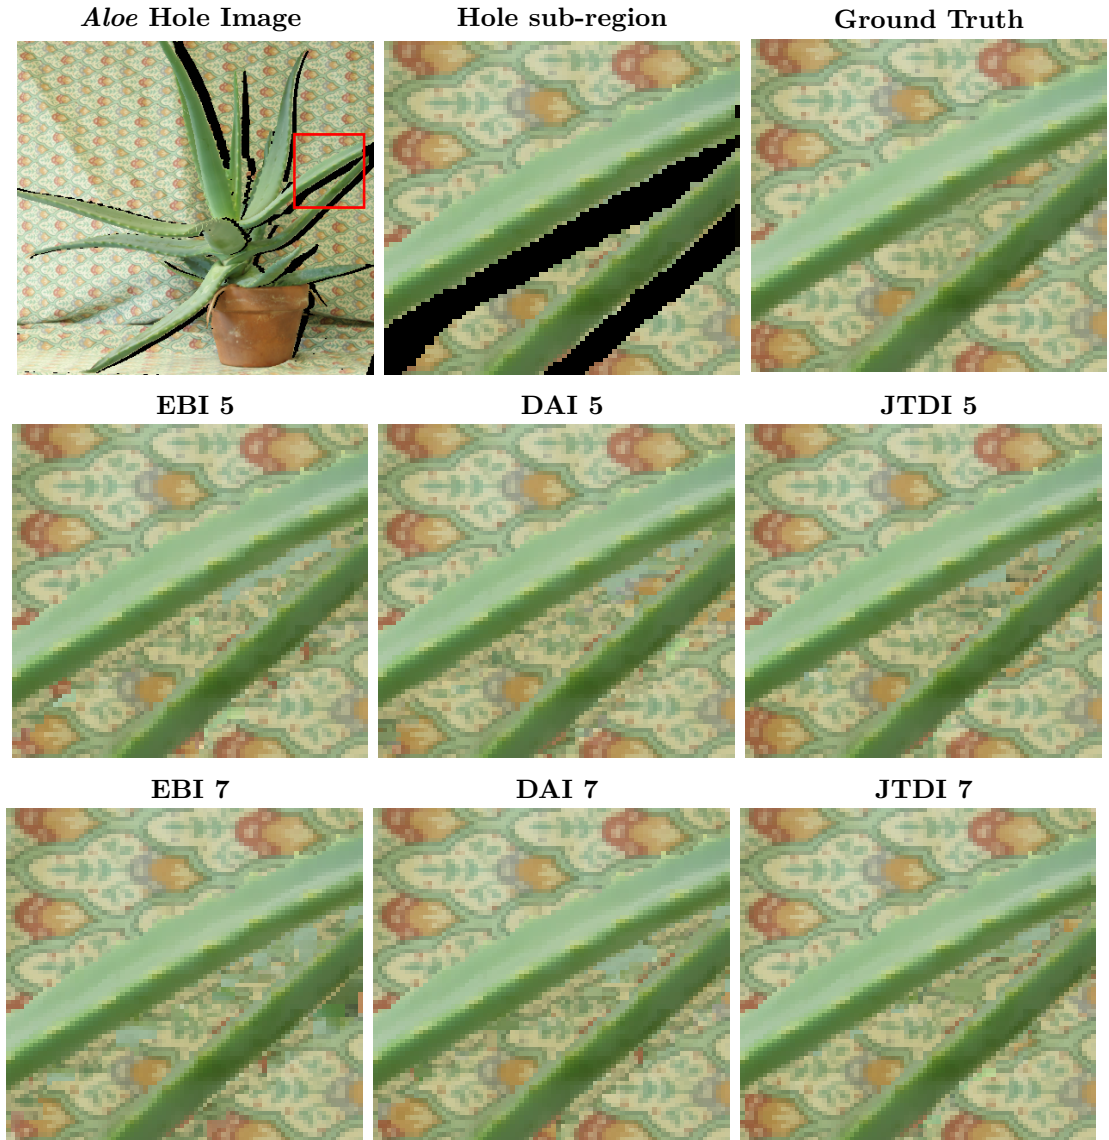 Aloe Hole Image
Hole sub-region
Ground Truth
EBI 5
DAI 5
JTDI 5
EBI 7
DAI 7
JTDI 7